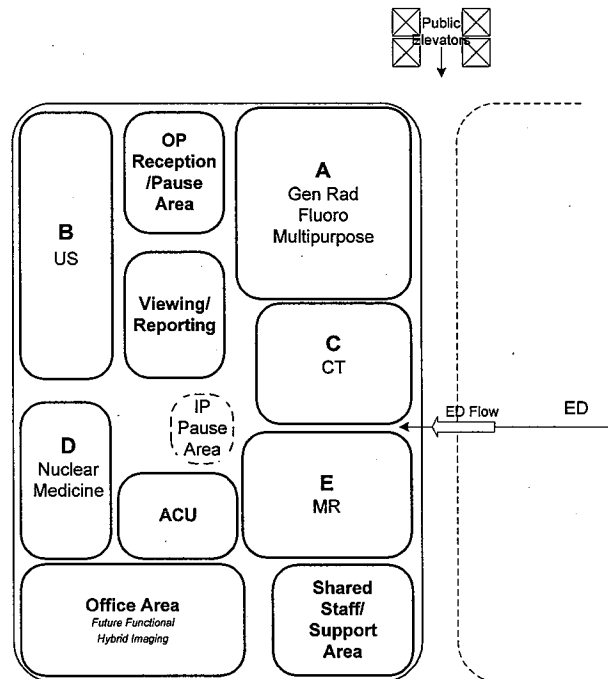 Public
Elevators
OP
Reception
/Pause
Area
A
Gen Rad
Fluoro
Multipurpose
B
US
Viewing/
Reporting
C
CT
IP
Pause
Area
ED Flow
ED
D
Nuclear
Medicine
E
MR
ACU
Office Area
Future Functional
Hybrid Imaging
Shared
Staff/
Support
Area